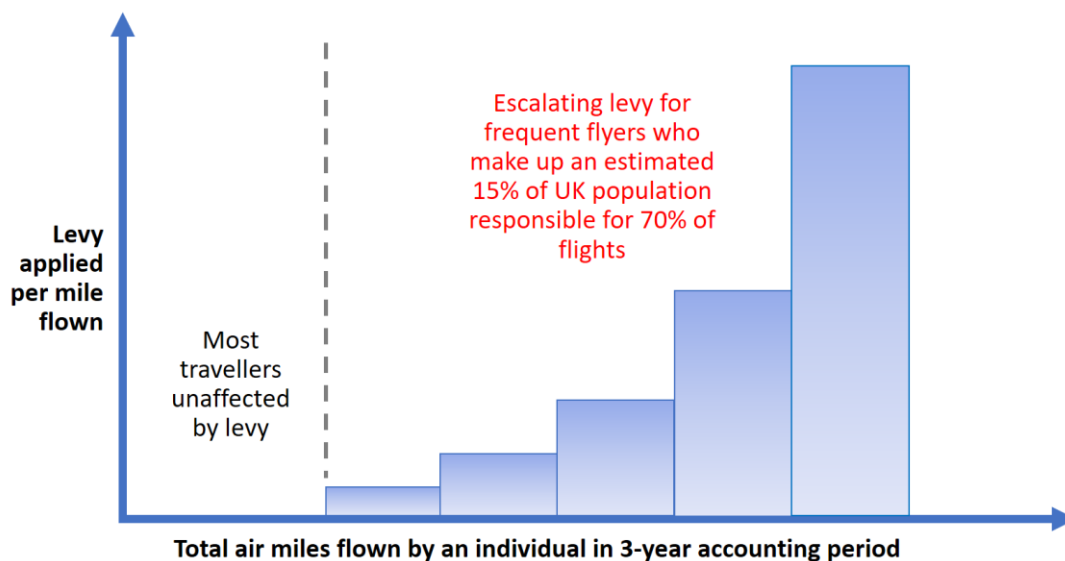 Escalating levy for
frequent flyers who
make up an estimated
15% of UK population
responsible for 70% of
flights
Levy
applied
per mile
flown
Most
travellers
unaffected
by levy
Total air miles flown by an individual in 3-year accounting period